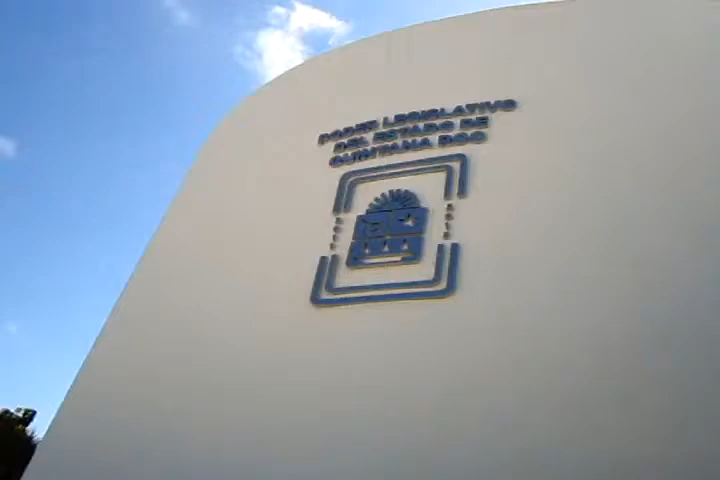 PODER LEGISLATIVO
DEL ESTADO DE
QUINTANA ROO